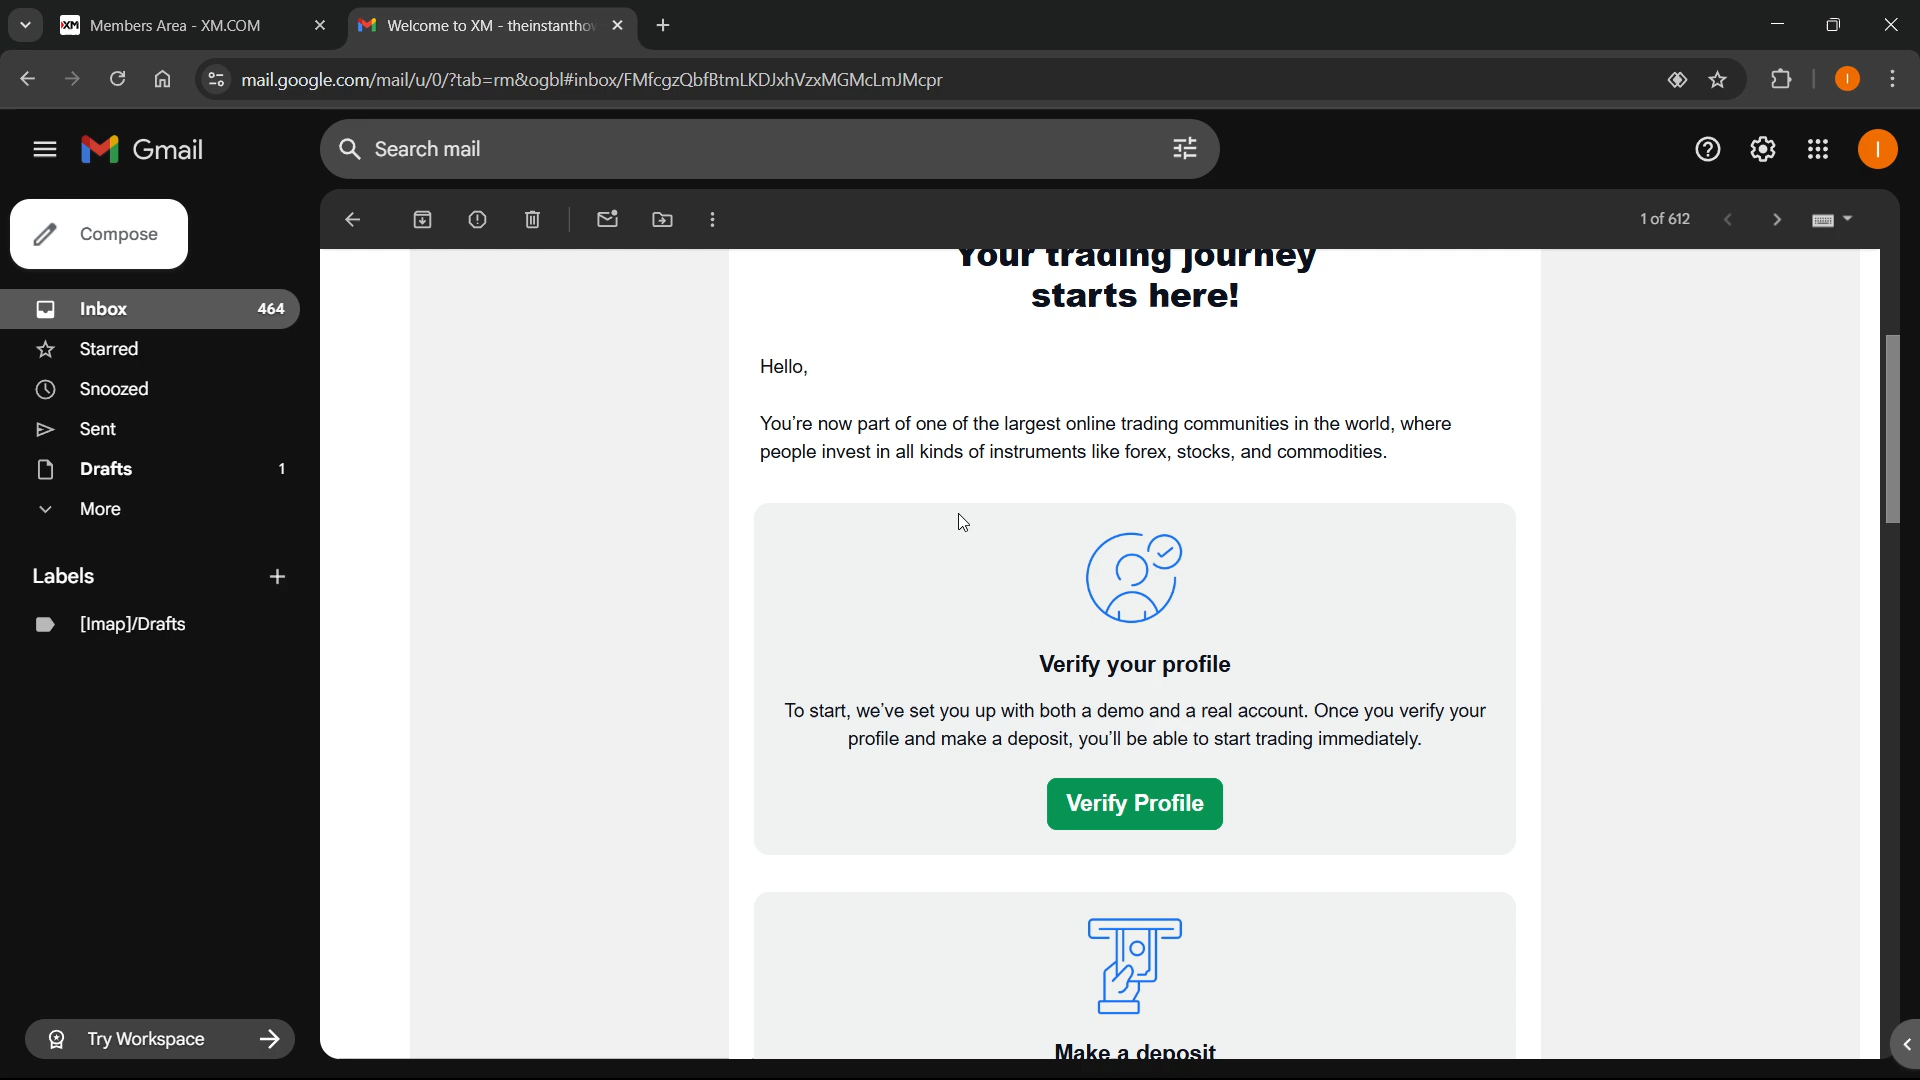 XM Members Area - XM.COM
Welcome to XM - theinstanthov
mail.google.com/mail/u/0/?tab=rm&ogbl#inbox/FMfcgzQbfBtmLKDJxhVzxMGMcLmJMcpr
I
Gmail
Search mail
I
Compose
1 of 612
Inbox 464
Starred
Snoozed
Sent
Drafts 1
More
Labels
[Imap]/Drafts
Try Workspace
Your trading journey
starts here!
Hello,
You're now part of one of the largest online trading communities in the world, where
people invest in all kinds of instruments like forex, stocks, and commodities.
Verify your profile
To start, we've set you up with both a demo and a real account. Once you verify your
profile and make a deposit, you'll be able to start trading immediately.
Verify Profile
Make a deposit